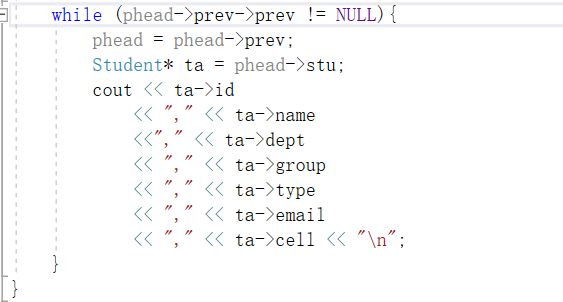 while (phead->prev->prev != NULL){
phead = phead->prev;
Student* ta = phead->stu;
cout << ta->id
<< "," << ta->name
<<"," << ta->dept
<< "," << ta->group
<< "," << ta->type
<< "," << ta->email
<< "," << ta->cell << "\n";
}
}